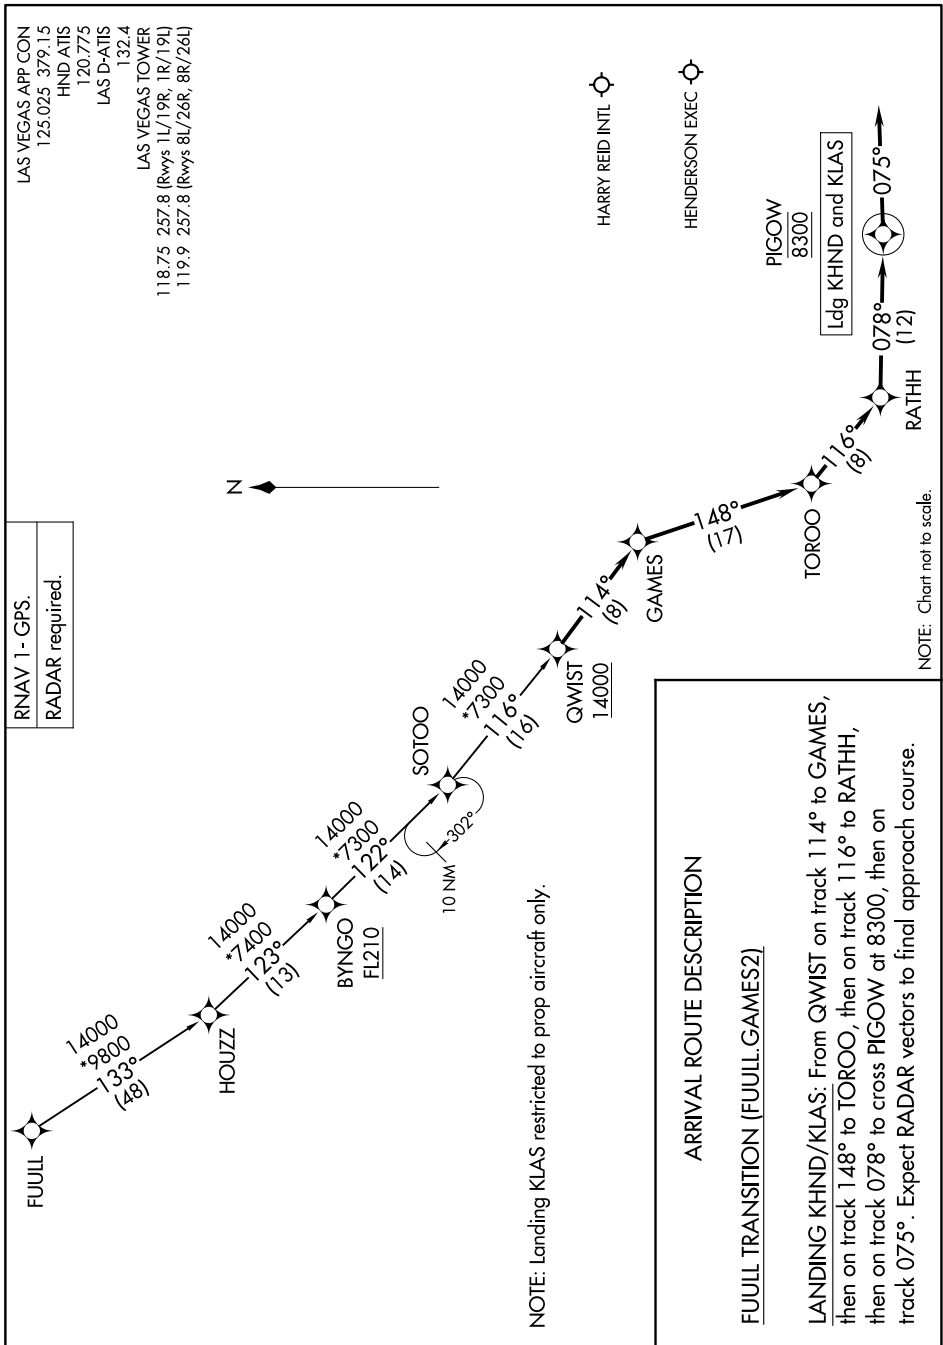 RNAV 1 - GPS.
RADAR required.
LAS VEGAS APP CON
125.025 379.15
HND ATIS
120.775
LAS D-ATIS
132.4
LAS VEGAS TOWER
118.75 257.8 (Rwys 1L/19R, 1R/19L)
119.9 257.8 (Rwys 8L/26R, 8R/26L)
N
FUULL
14000
*9800
133°
(48)
HOUZZ
14000
*7400
123°
(13)
BYNGO
FL210
14000
*7300
122°
(14)
SOTOO
302°
10 NM
14000
*7300
116°
(16)
QWIST
14000
114°
(8)
GAMES
148°
(17)
TOROO
116°
(8)
RATHH
078°
(12)
PIGOW
8300
Ldg KHND and KLAS
075°
HARRY REID INTL
HENDERSON EXEC
NOTE: Landing KLAS restricted to prop aircraft only.
NOTE: Chart not to scale.
ARRIVAL ROUTE DESCRIPTION
FUULL TRANSITION (FUULL.GAMES2)
LANDING KHND/KLAS: From QWIST on track 114° to GAMES,
then on track 148° to TOROO, then on track 116° to RATHH,
then on track 078° to cross PIGOW at 8300, then on
track 075°. Expect RADAR vectors to final approach course.